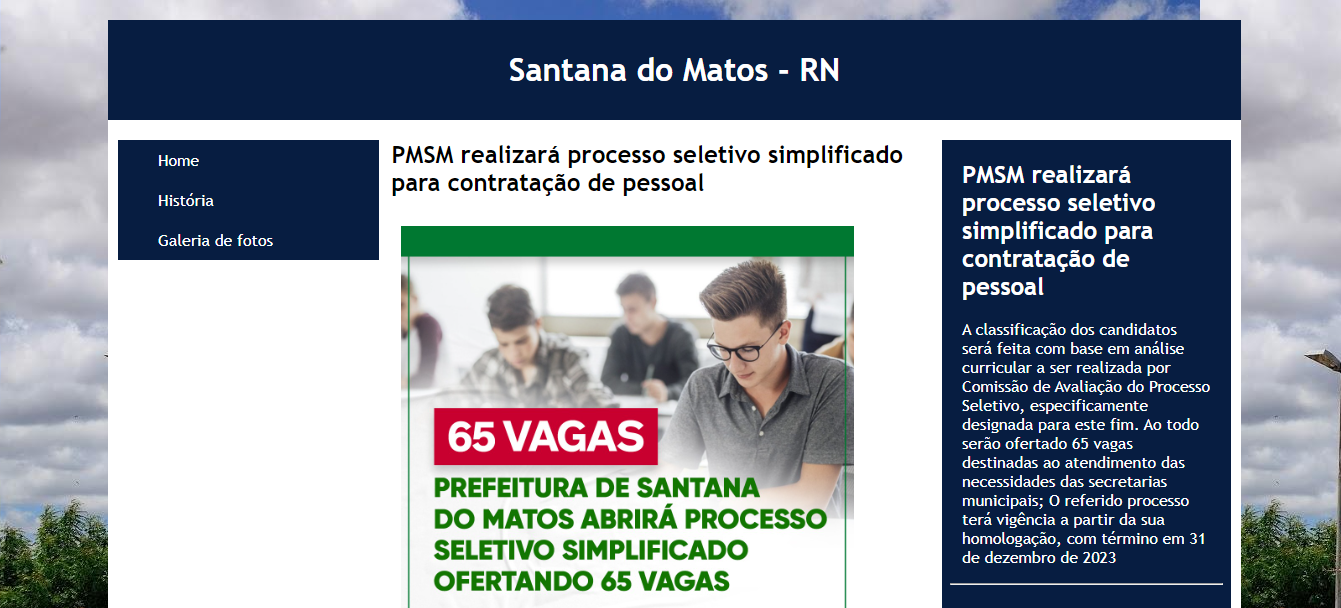 Santana do Matos - RN
Home
História
Galeria de fotos
PMSM realizará processo seletivo simplificado
para contratação de pessoal
65 VAGAS
PREFEITURA DE SANTANA
DO MATOS ABRIRÁ PROCESSO
SELETIVO SIMPLIFICADO
OFERTANDO 65 VAGAS
PMSM realizará
processo seletivo
simplificado para
contratação de
pessoal
A classificação dos candidatos
será feita com base em análise
curricular a ser realizada por
Comissão de Avaliação do Processo
Seletivo, especificamente
designada para este fim. Ao todo
serão ofertado 65 vagas
destinadas ao atendimento das
necessidades das secretarias
municipais; O referido processo
terá vigência a partir da sua
homologação, com término em 31
de dezembro de 2023